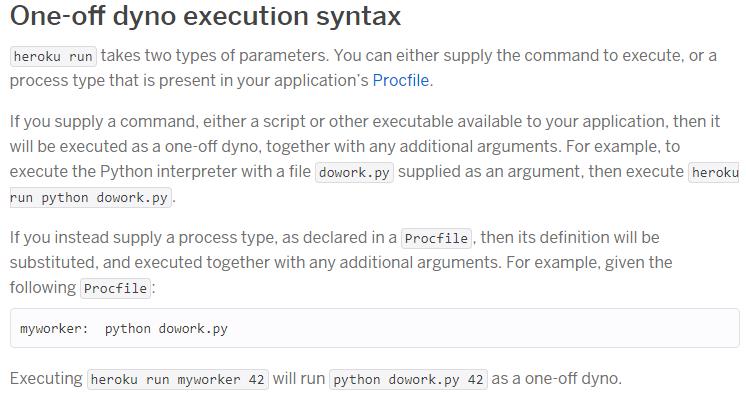 One-off dyno execution syntax
heroku run takes two types of parameters. You can either supply the command to execute, or a
process type that is present in your application's Procfile.
If you supply a command, either a script or other executable available to your application, then it
will be executed as a one-off dyno, together with any additional arguments. For example, to
execute the Python interpreter with a file dowork.py supplied as an argument, then execute heroku
run python dowork.py.
If you instead supply a process type, as declared in a Procfile, then its definition will be
substituted, and executed together with any additional arguments. For example, given the
following Procfile:
myworker:  python dowork.py
Executing heroku run myworker 42 will run python dowork.py 42 as a one-off dyno.